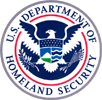 U.S. DEPARTMENT OF
HOMELAND SECURITY